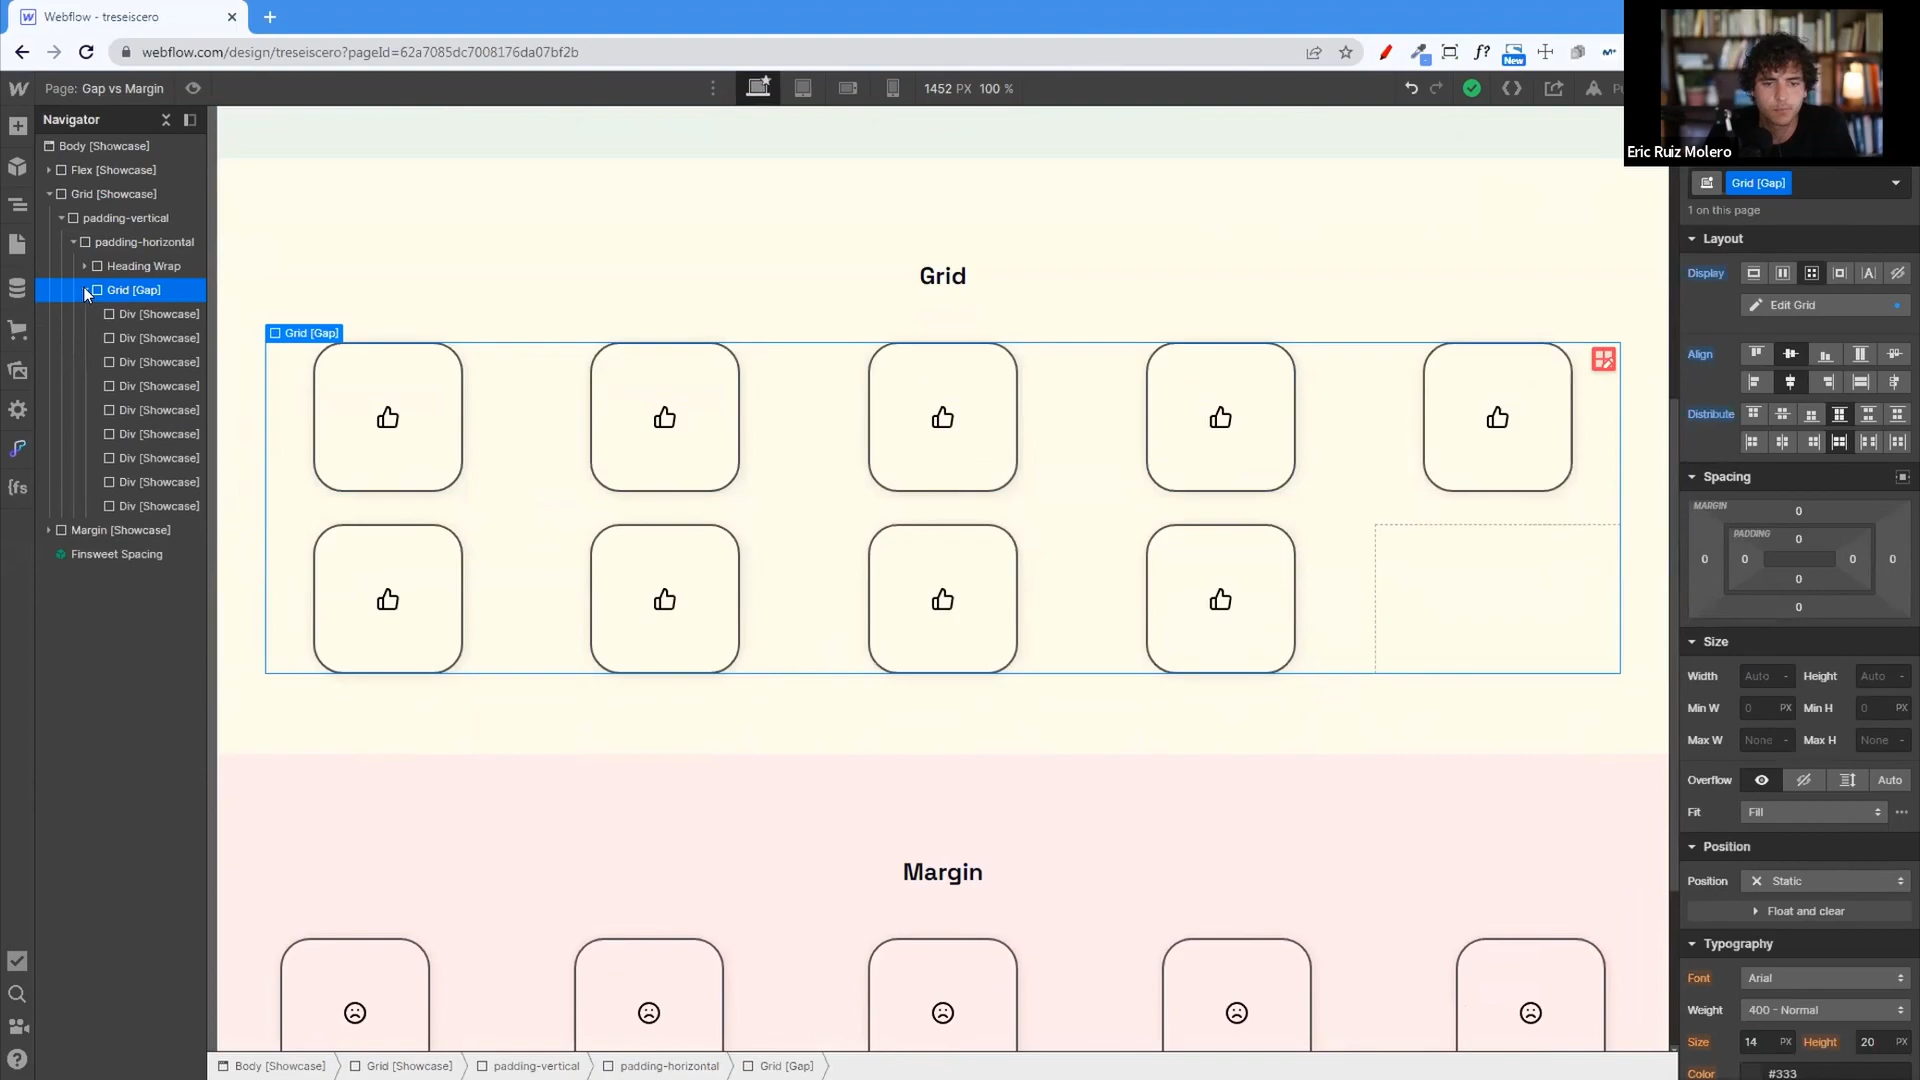 Webflow - treseiscero
webflow.com/design/treseiscero?pageId=62a7085dc7008176da07bf2b
f?
New
Eric Ruiz Molero
Page: Gap vs Margin
1452 PX 100 %
Navigator
Body [Showcase]
Flex [Showcase]
Grid [Showcase]
padding-vertical
padding-horizontal
Heading Wrap
Grid [Gap]
Div [Showcase]
Div [Showcase]
Div [Showcase]
Div [Showcase]
Div [Showcase]
Div [Showcase]
Div [Showcase]
Div [Showcase]
Div [Showcase]
Margin [Showcase]
Finsweet Spacing
{fs
Grid
Grid [Gap]
Margin
Grid [Gap]
1 on this page
Layout
Display
Edit Grid
Align
Distribute
Spacing
MARGIN
0
PADDING
0
0 0 0 0
0
0
Size
Width Auto - Height Auto -
Min W 0 PX Min H 0 PX
Max W None - Max H None -
Overflow Auto
Fit Fill
Position
Position Static
Float and clear
Typography
Font Arial
Weight 400 - Normal
Size 14 PX Height 20 PX
Color #333
Body [Showcase] Grid [Showcase] padding-vertical padding-horizontal Grid [Gap]